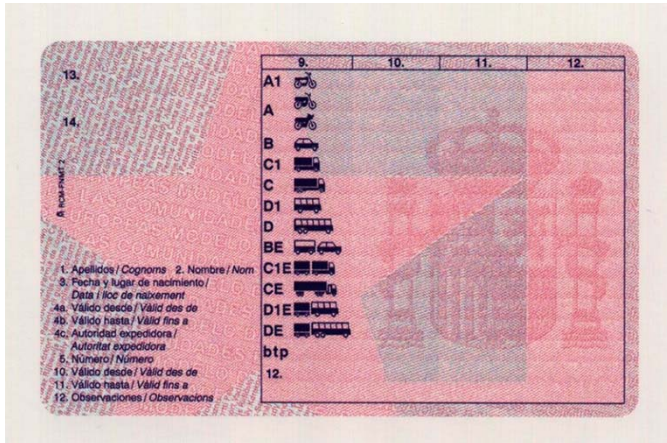 9. 10. 11. 12.
13.
14.
A1
A
B
C1
C
D1
D
BE
C1E
CE
D1E
DE
btp
12.
RCM-FNMT 2
1. Apellidos / Cognoms 2. Nombre / Nom
3. Fecha y lugar de nacimiento /
Data i lloc de naixement
4a. Válido desde / Vàlid des de
4b. Válido hasta / Vàlid fins a
4c. Autoridad expedidora /
Autoritat expedidora
5. Número / Número
10. Válido desde / Vàlid des de
11. Válido hasta / Vàlid fins a
12. Observaciones / Observacions